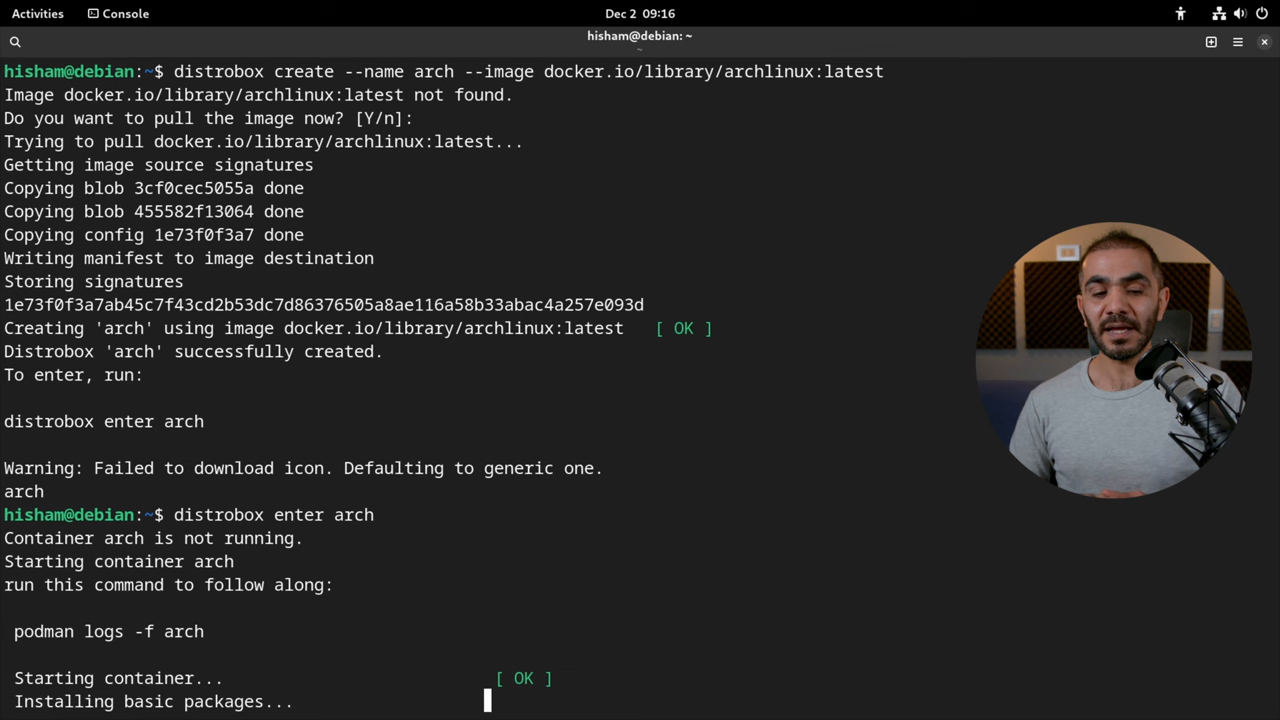 Activities
Console
Dec 2 09:16
hisham@debian: ~
~
hisham@debian:~$ distrobox create --name arch --image docker.io/library/archlinux:latest
Image docker.io/library/archlinux:latest not found.
Do you want to pull the image now? [Y/n]:
Trying to pull docker.io/library/archlinux:latest...
Getting image source signatures
Copying blob 3cf0cec5055a done
Copying blob 455582f13064 done
Copying config 1e73f0f3a7 done
Writing manifest to image destination
Storing signatures
1e73f0f3a7ab45c7f43cd2b53dc7d86376505a8ae116a58b33abac4a257e093d
Creating 'arch' using image docker.io/library/archlinux:latest   [ OK ]
Distrobox 'arch' successfully created.
To enter, run:
distrobox enter arch
Warning: Failed to download icon. Defaulting to generic one.
arch
hisham@debian:~$ distrobox enter arch
Container arch is not running.
Starting container arch
run this command to follow along:
podman logs -f arch
Starting container...   [ OK ]
Installing basic packages...